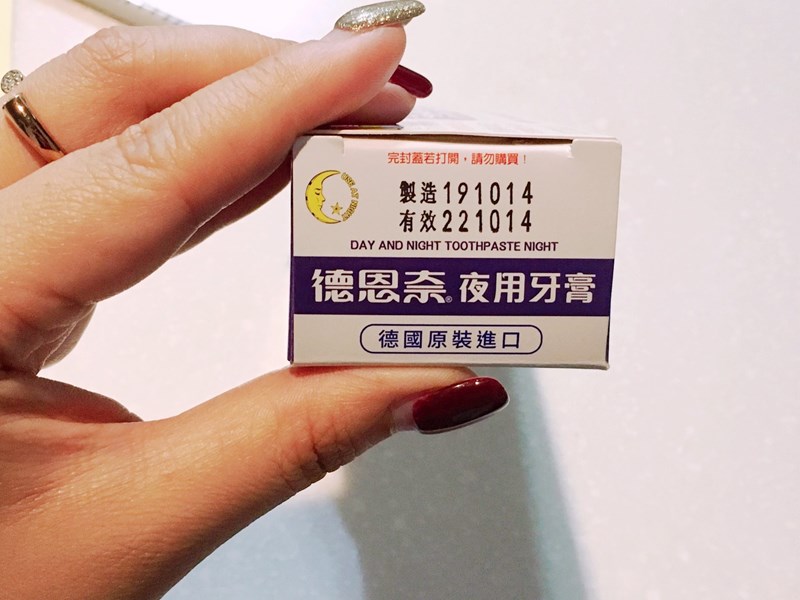 完封蓋若打開，請勿購買！
製造191014
有效221014
DAY AND NIGHT TOOTHPASTE NIGHT
德恩奈® 夜用牙膏
德國原裝進口